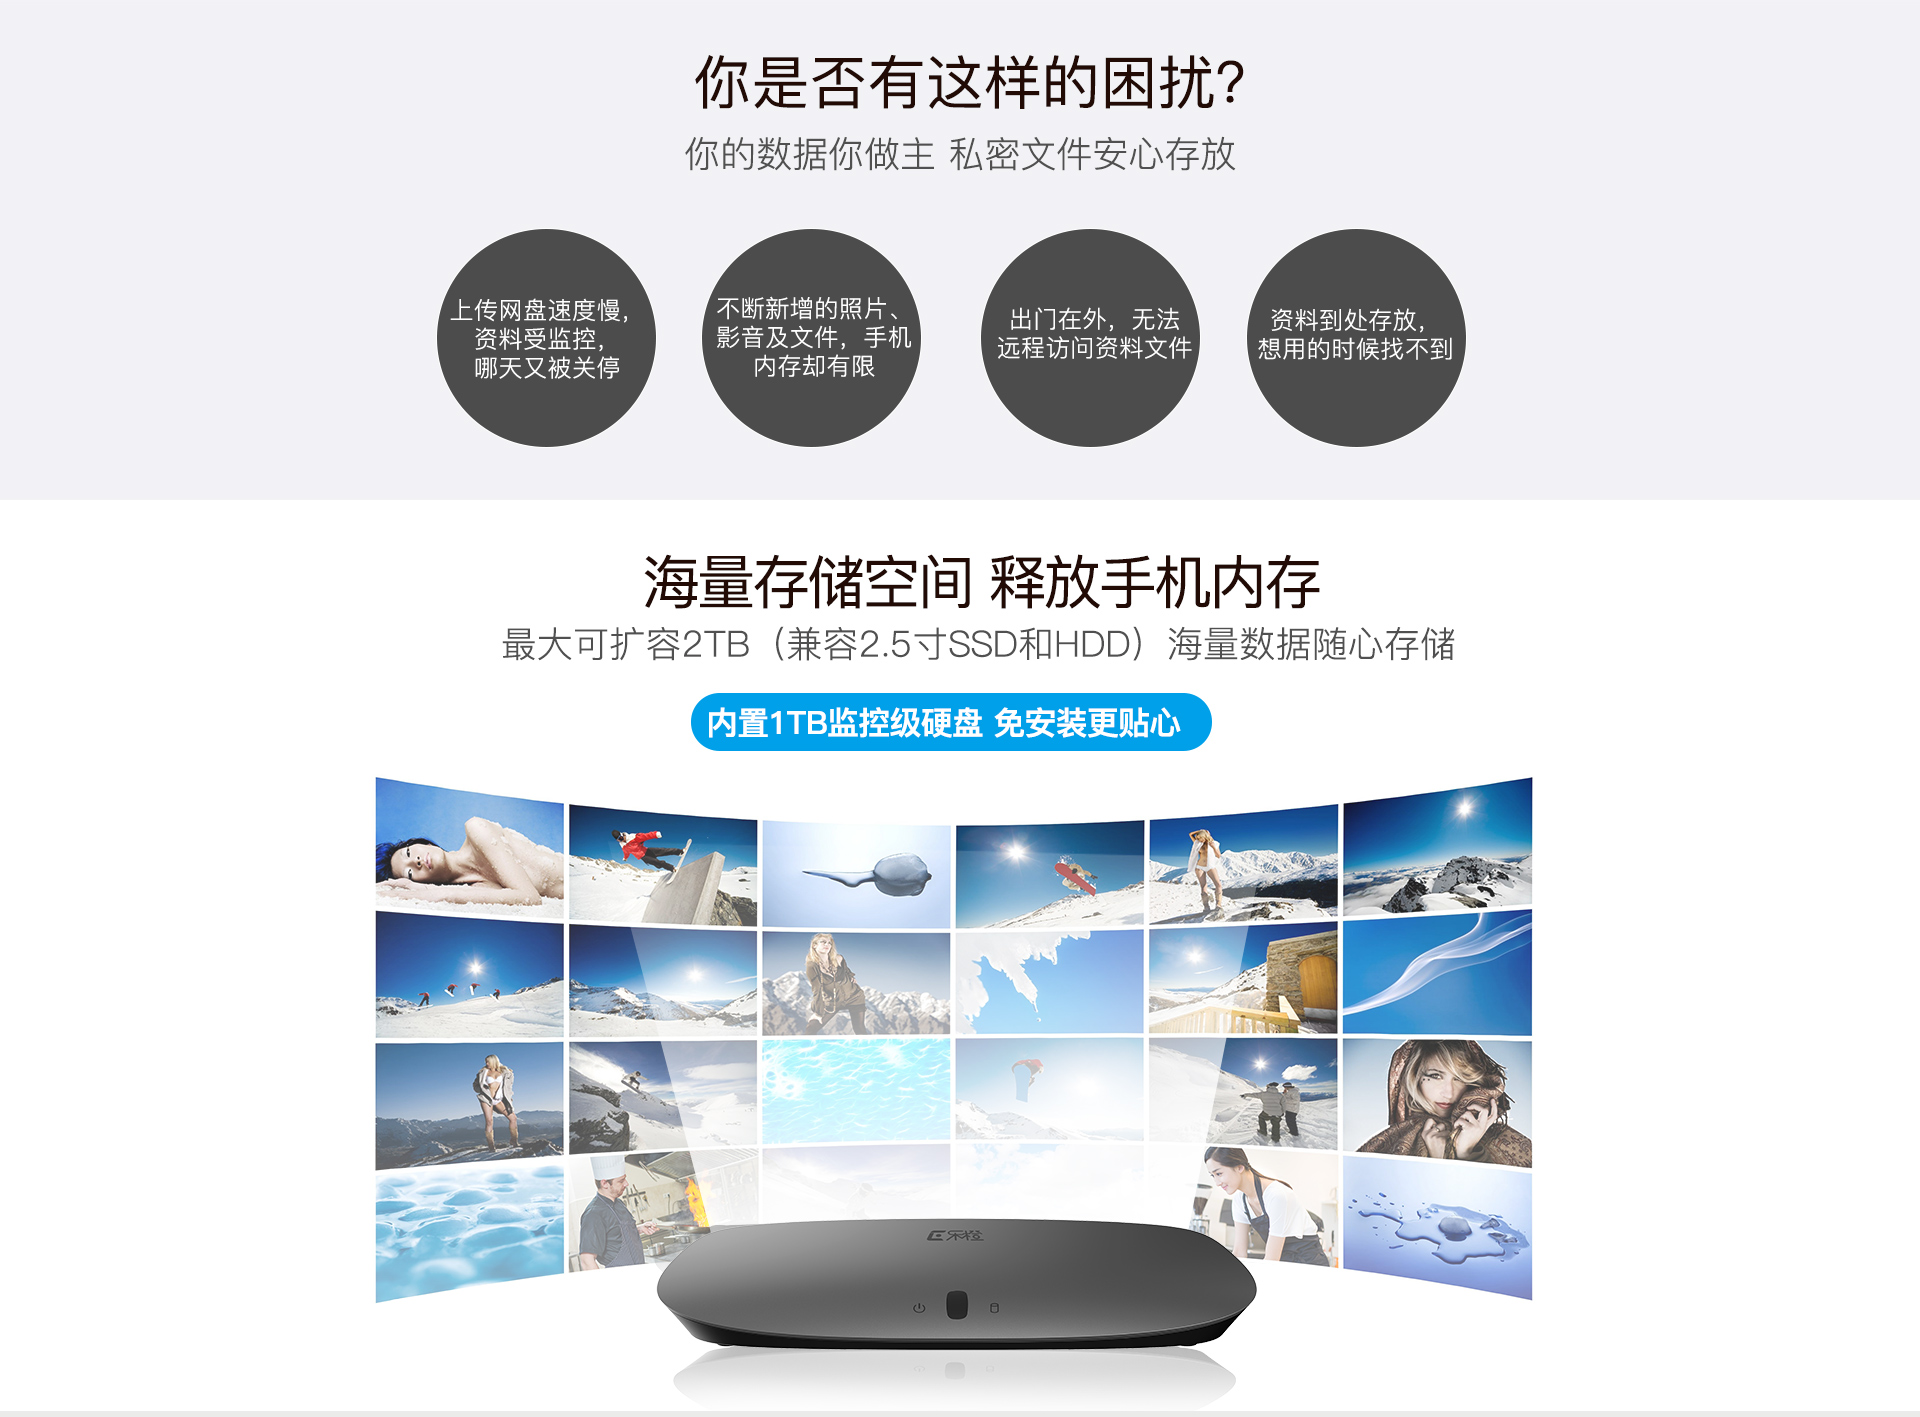 你是否有这样的困扰?
你的数据你做主 私密文件安心存放
上传网盘速度慢，
资料受监控，
哪天又被关停
不断新增的照片、
影音及文件，手机
内存却有限
出门在外，无法
远程访问资料文件
资料到处存放，
想用的时候找不到
海量存储空间 释放手机内存
最大可扩容2TB（兼容2.5寸SSD和HDD）海量数据随心存储
内置1TB监控级硬盘 免安装更贴心
乐橙